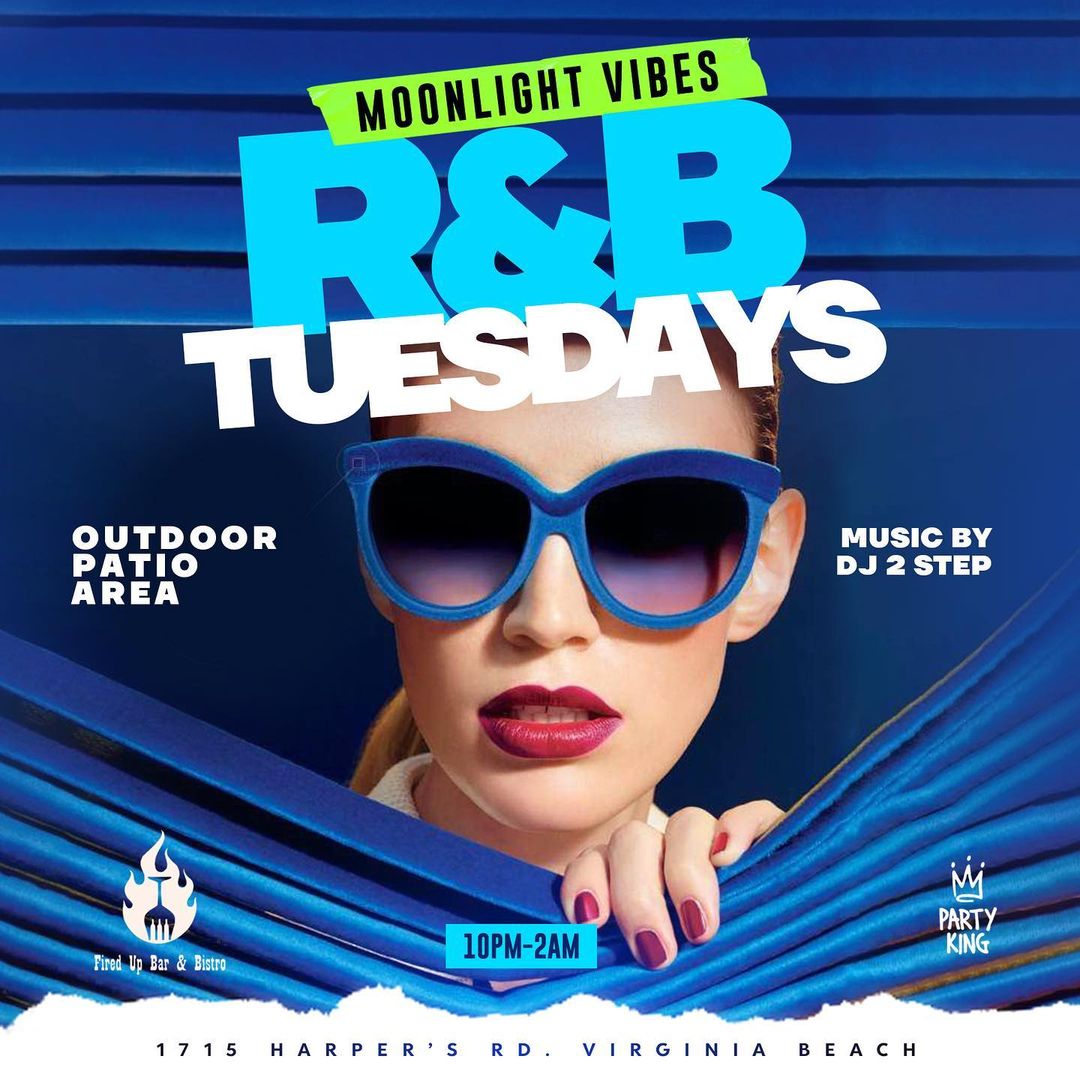 MOONLIGHT VIBES
R&B
TUESDAYS
OUTDOOR
PATIO
AREA
MUSIC BY
DJ 2 STEP
Fired Up Bar & Bistro
10PM-2AM
PARTY
KING
1715 HARPER'S RD. VIRGINIA BEACH